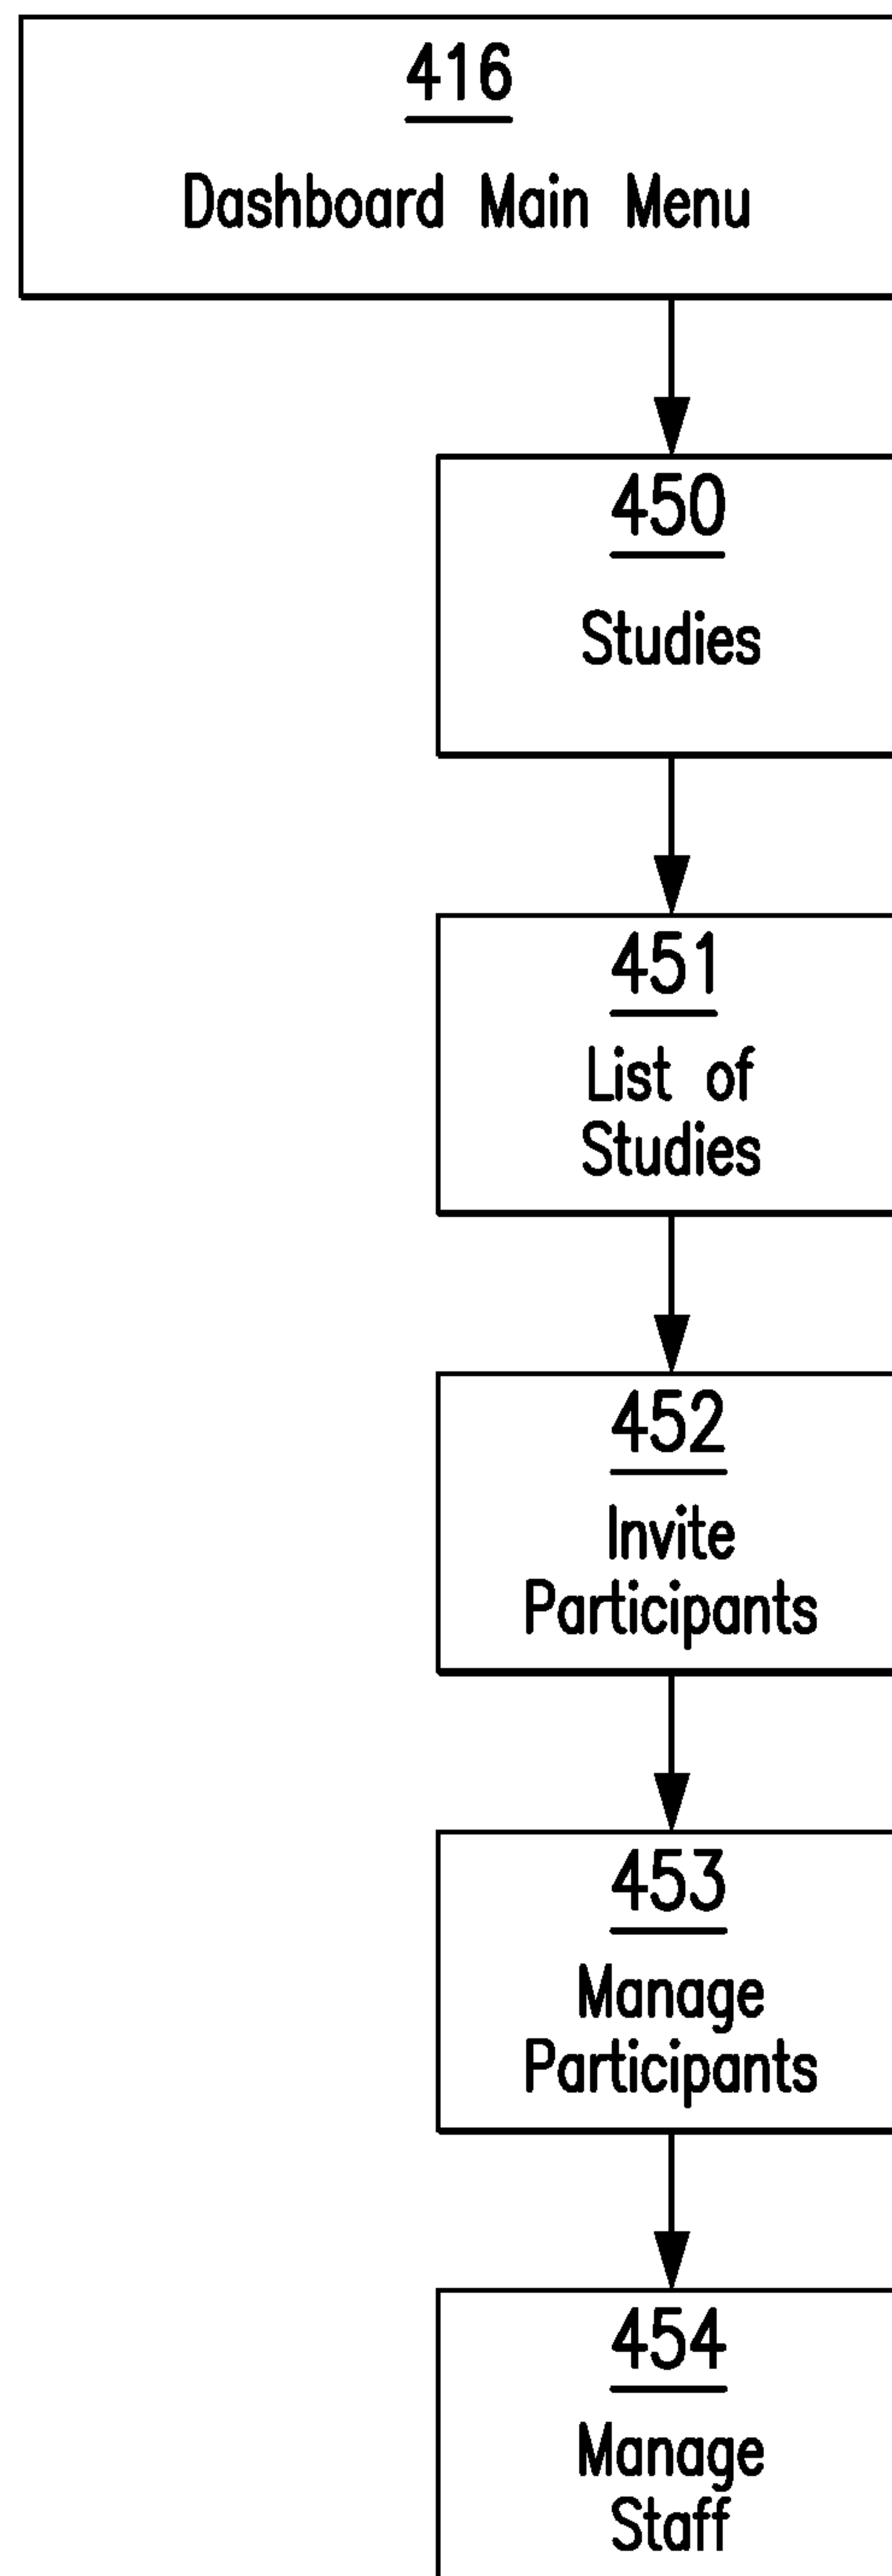 416
Dashboard Main Menu
450
Studies
451
List of
Studies
452
Invite
Participants
453
Manage
Participants
454
Manage
Staff